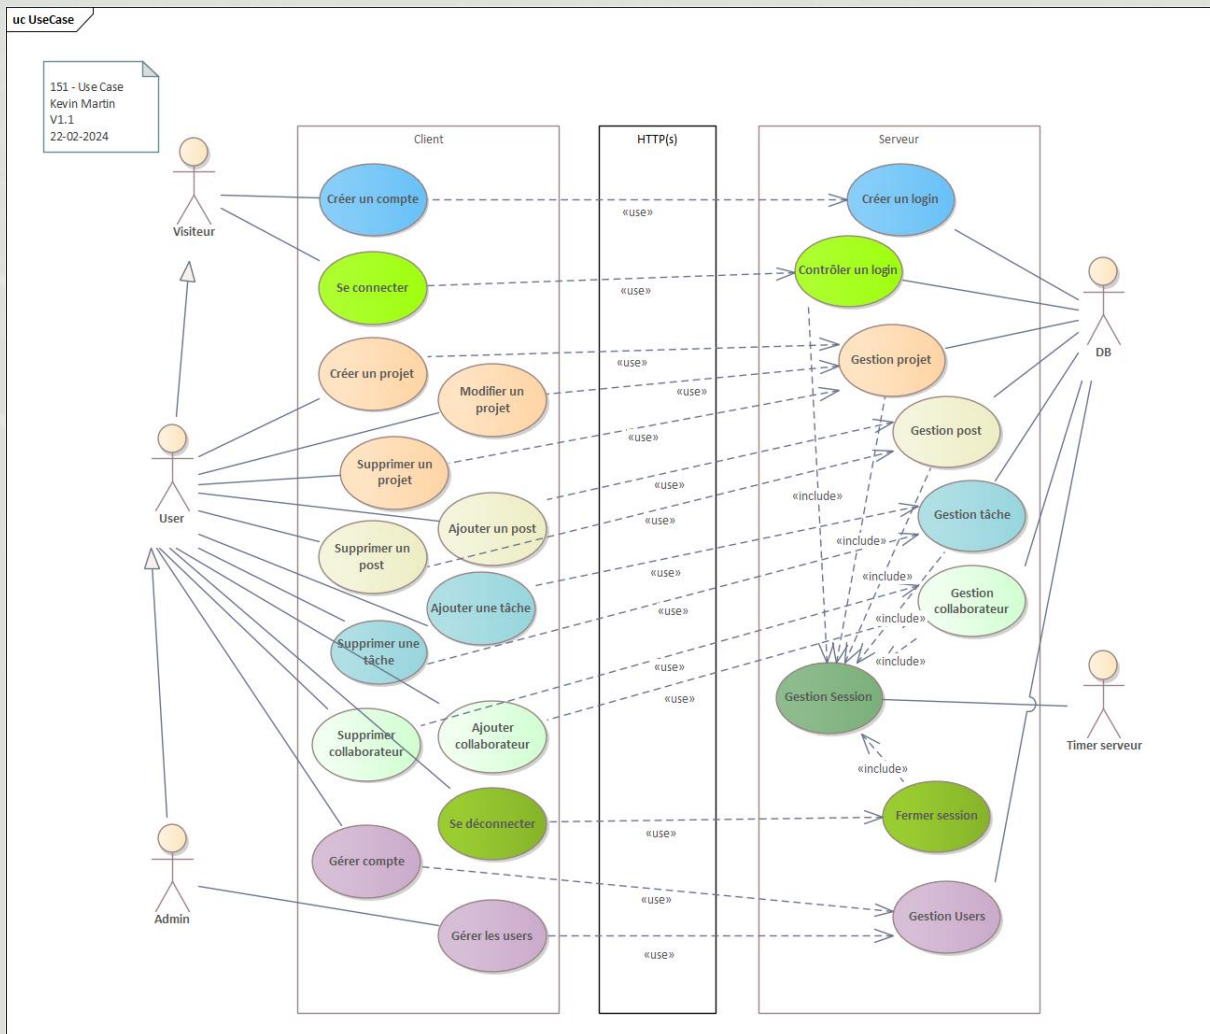 uc UseCase
151 - Use Case
Kevin Martin
V1.1
22-02-2024
Client
HTTP(s)
Serveur
Visiteur
Créer un compte
«use»
Créer un login
Se connecter
«use»
Contrôler un login
DB
Créer un projet
«use»
Gestion projet
Modifier un
projet
«use»
Gestion post
Supprimer un
projet
«use»
User
Ajouter un post
«use»
«include»
Gestion tâche
Supprimer un
post
«use»
«include»
Ajouter une tâche
«use»
«include»
Gestion
collaborateur
Supprimer une
tâche
«use»
«include»
«use»
«include»
Supprimer
collaborateur
Ajouter
collaborateur
«use»
Gestion Session
Timer serveur
«include»
Se déconnecter
«use»
Fermer session
Gérer compte
«use»
Gestion Users
Admin
Gérer les users
«use»